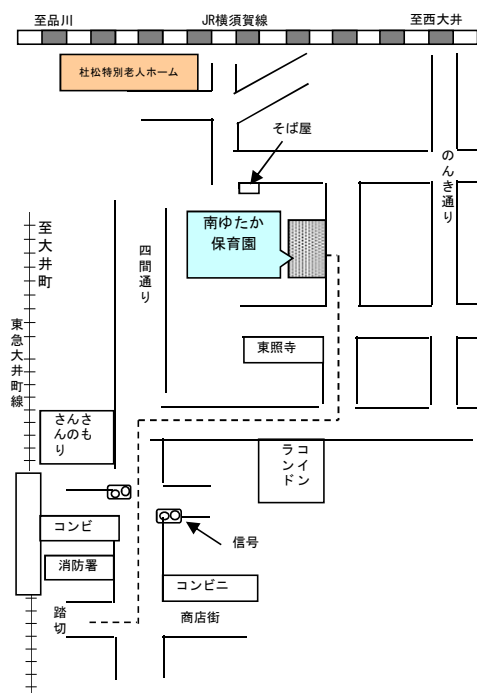 至品川
JR横須賀線
至西大井
杜松特別老人ホーム
そば屋
のんき通り
南ゆたか
保育園
四間通り
至大井町
東急大井町線
東照寺
さんさ
んのも
り
コイン
ランド
コンビ
信号
消防署
コンビニ
踏切
商店街